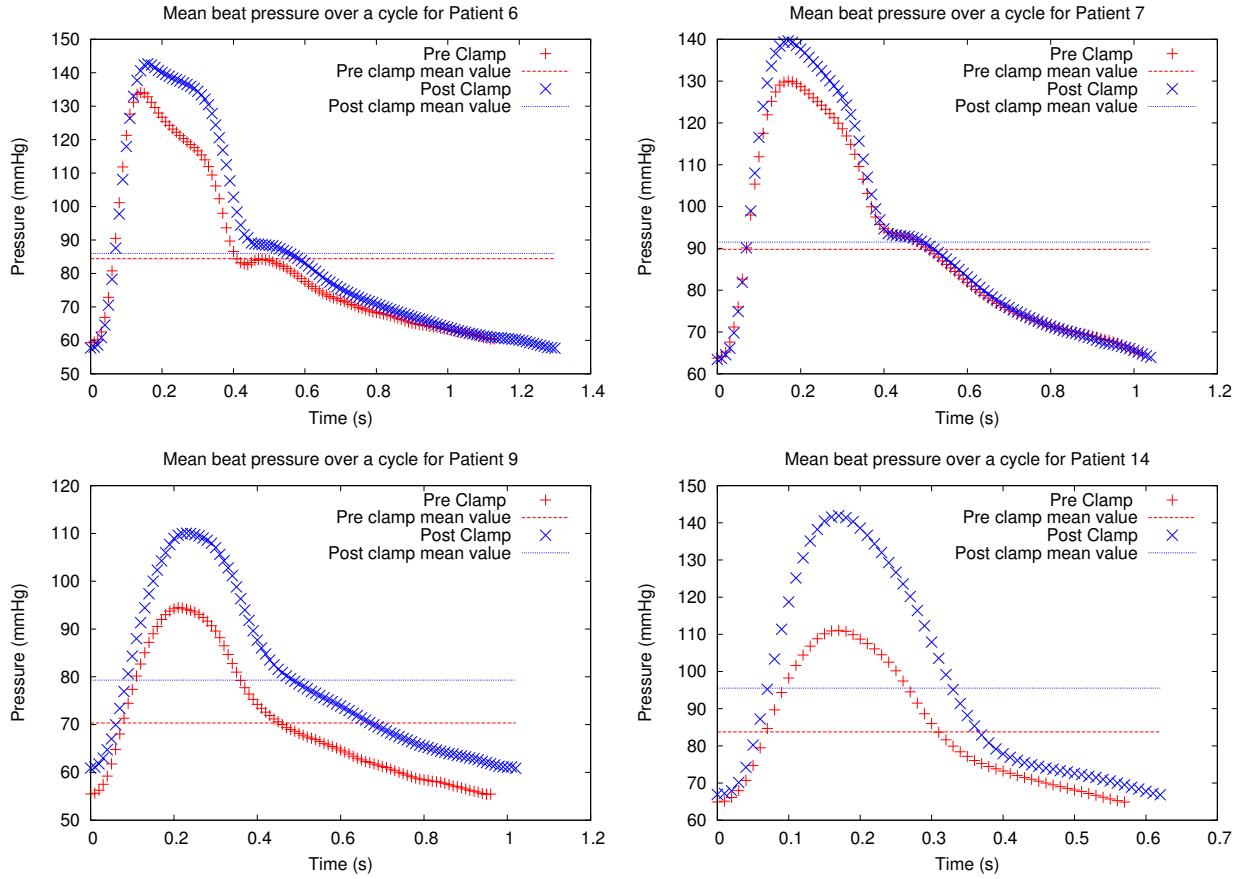 Mean beat pressure over a cycle for Patient 6
Pressure (mmHg)
150
140
130
120
110
100
90
80
70
60
50
0
0.2
0.4
0.6
0.8
1
1.2
1.4
Time (s)
Pre Clamp
Pre clamp mean value
Post Clamp
Post clamp mean value
Mean beat pressure over a cycle for Patient 7
Pressure (mmHg)
140
130
120
110
100
90
80
70
60
0
0.2
0.4
0.6
0.8
1
1.2
Time (s)
Pre Clamp
Pre clamp mean value
Post Clamp
Post clamp mean value
Mean beat pressure over a cycle for Patient 9
Pressure (mmHg)
120
110
100
90
80
70
60
50
0
0.2
0.4
0.6
0.8
1
1.2
Time (s)
Pre Clamp
Pre clamp mean value
Post Clamp
Post clamp mean value
Mean beat pressure over a cycle for Patient 14
Pressure (mmHg)
150
140
130
120
110
100
90
80
70
60
0
0.1
0.2
0.3
0.4
0.5
0.6
0.7
Time (s)
Pre Clamp
Pre clamp mean value
Post Clamp
Post clamp mean value